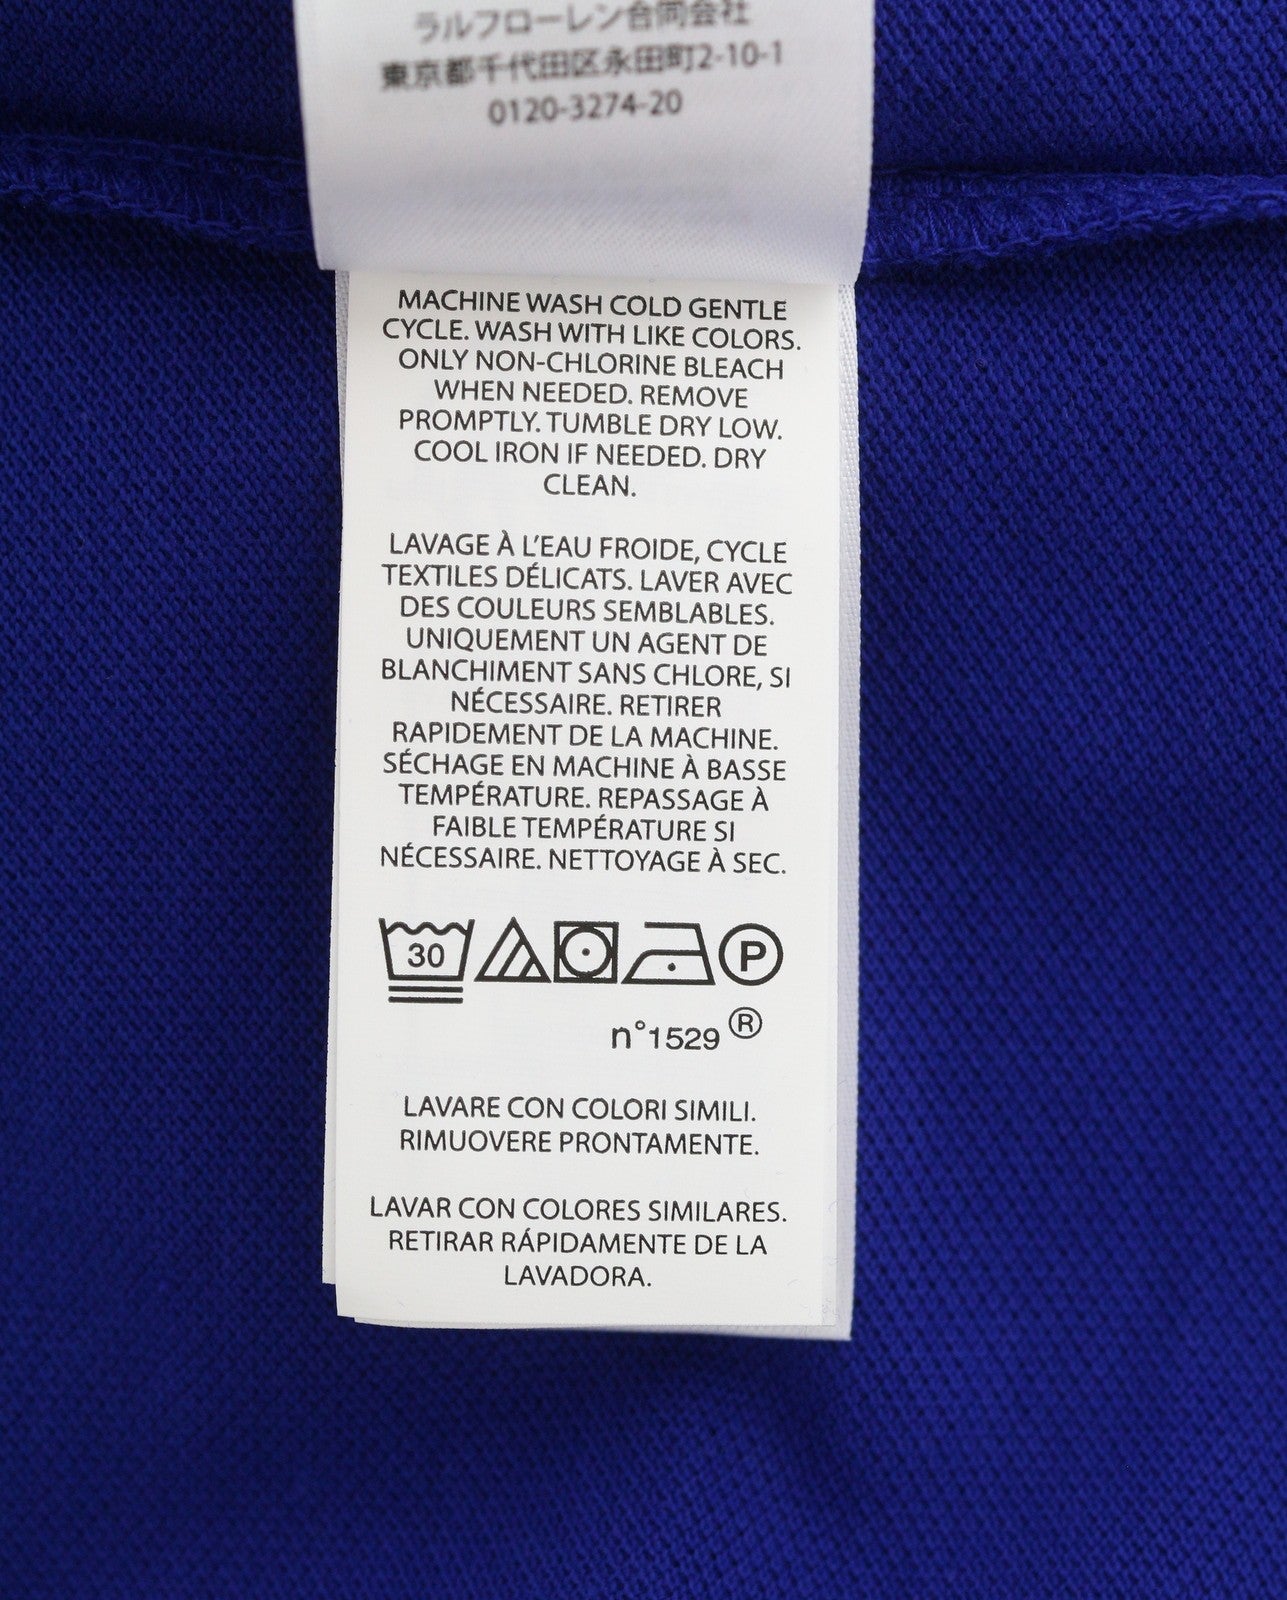 ラルフローレン合同会社
東京都千代田区永田町2-10-1
0120-3274-20
MACHINE WASH COLD GENTLE
CYCLE. WASH WITH LIKE COLORS.
ONLY NON-CHLORINE BLEACH
WHEN NEEDED. REMOVE
PROMPTLY. TUMBLE DRY LOW.
COOL IRON IF NEEDED. DRY
CLEAN.
LAVAGE À L'EAU FROIDE, CYCLE
TEXTILES DÉLICATS. LAVER AVEC
DES COULEURS SEMBLABLES.
UNIQUEMENT UN AGENT DE
BLANCHIMENT SANS CHLORE, SI
NÉCESSAIRE. RETIRER
RAPIDEMENT DE LA MACHINE.
SÉCHAGE EN MACHINE À BASSE
TEMPÉRATURE. REPASSAGE À
FAIBLE TEMPÉRATURE SI
NÉCESSAIRE. NETTOYAGE À SEC.
30 P
n°1529 ®
LAVARE CON COLORI SIMILI.
RIMUOVERE PRONTAMENTE.
LAVAR CON COLORES SIMILARES.
RETIRAR RÁPIDAMENTE DE LA
LAVADORA.